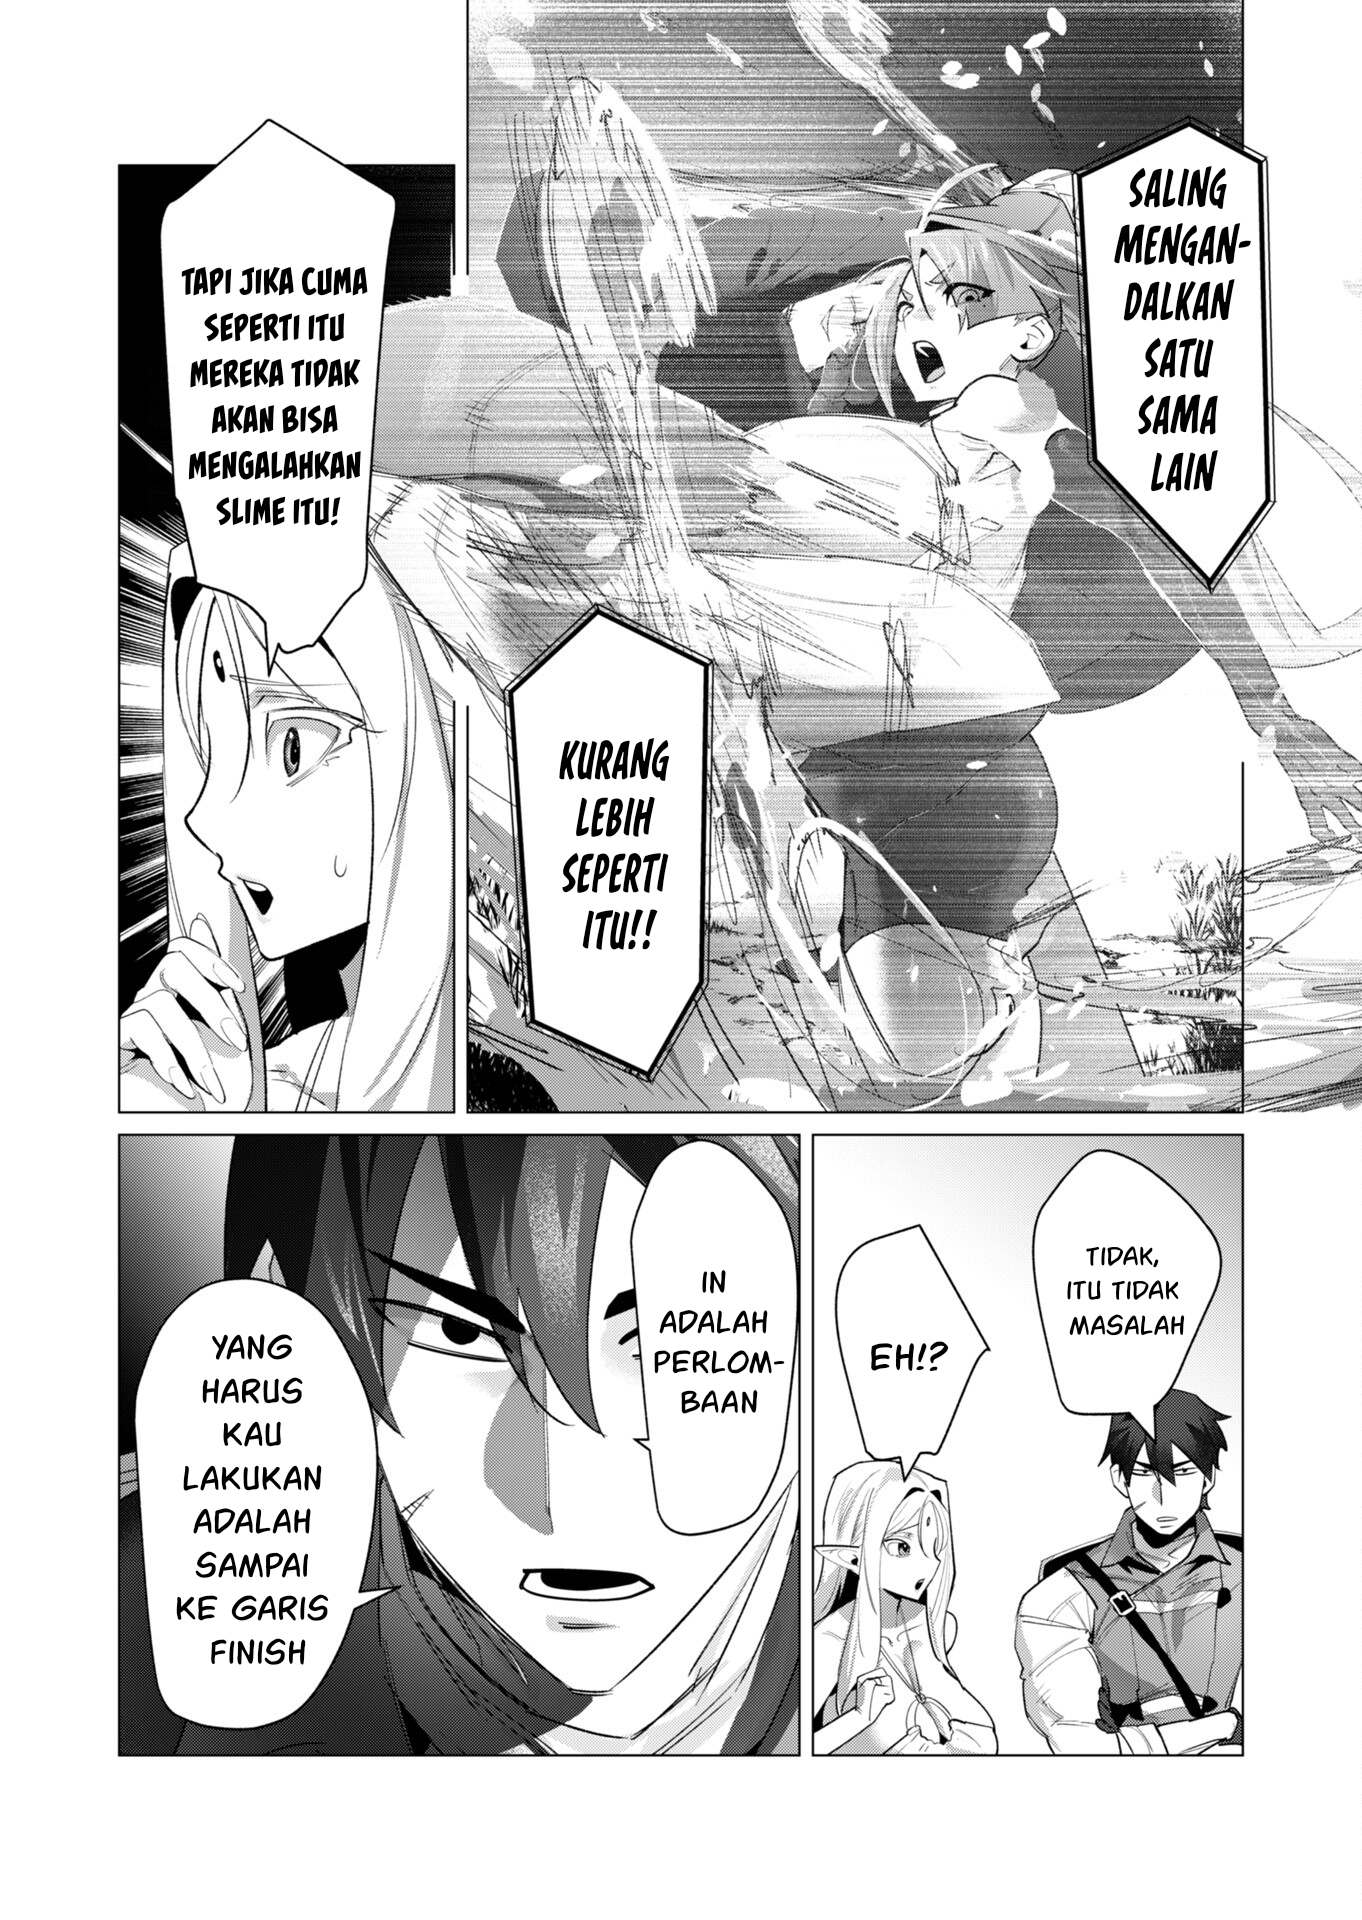 SALING
MENGAN-
DALKAN
SATU
SAMA
LAIN
KURANG
LEBIH
SEPERTI
ITU!!
TAPI JIKA CUMA
SEPERTI ITU
MEREKA TIDAK
AKAN BISA
MENGALAHKAN
SLIME ITU!
TIDAK,
ITU TIDAK
MASALAH
EH!?
IN
ADALAH
PERLOM-
BAAN
YANG
HARUS
KAU
LAKUKAN
ADALAH
SAMPAI
KE GARIS
FINISH